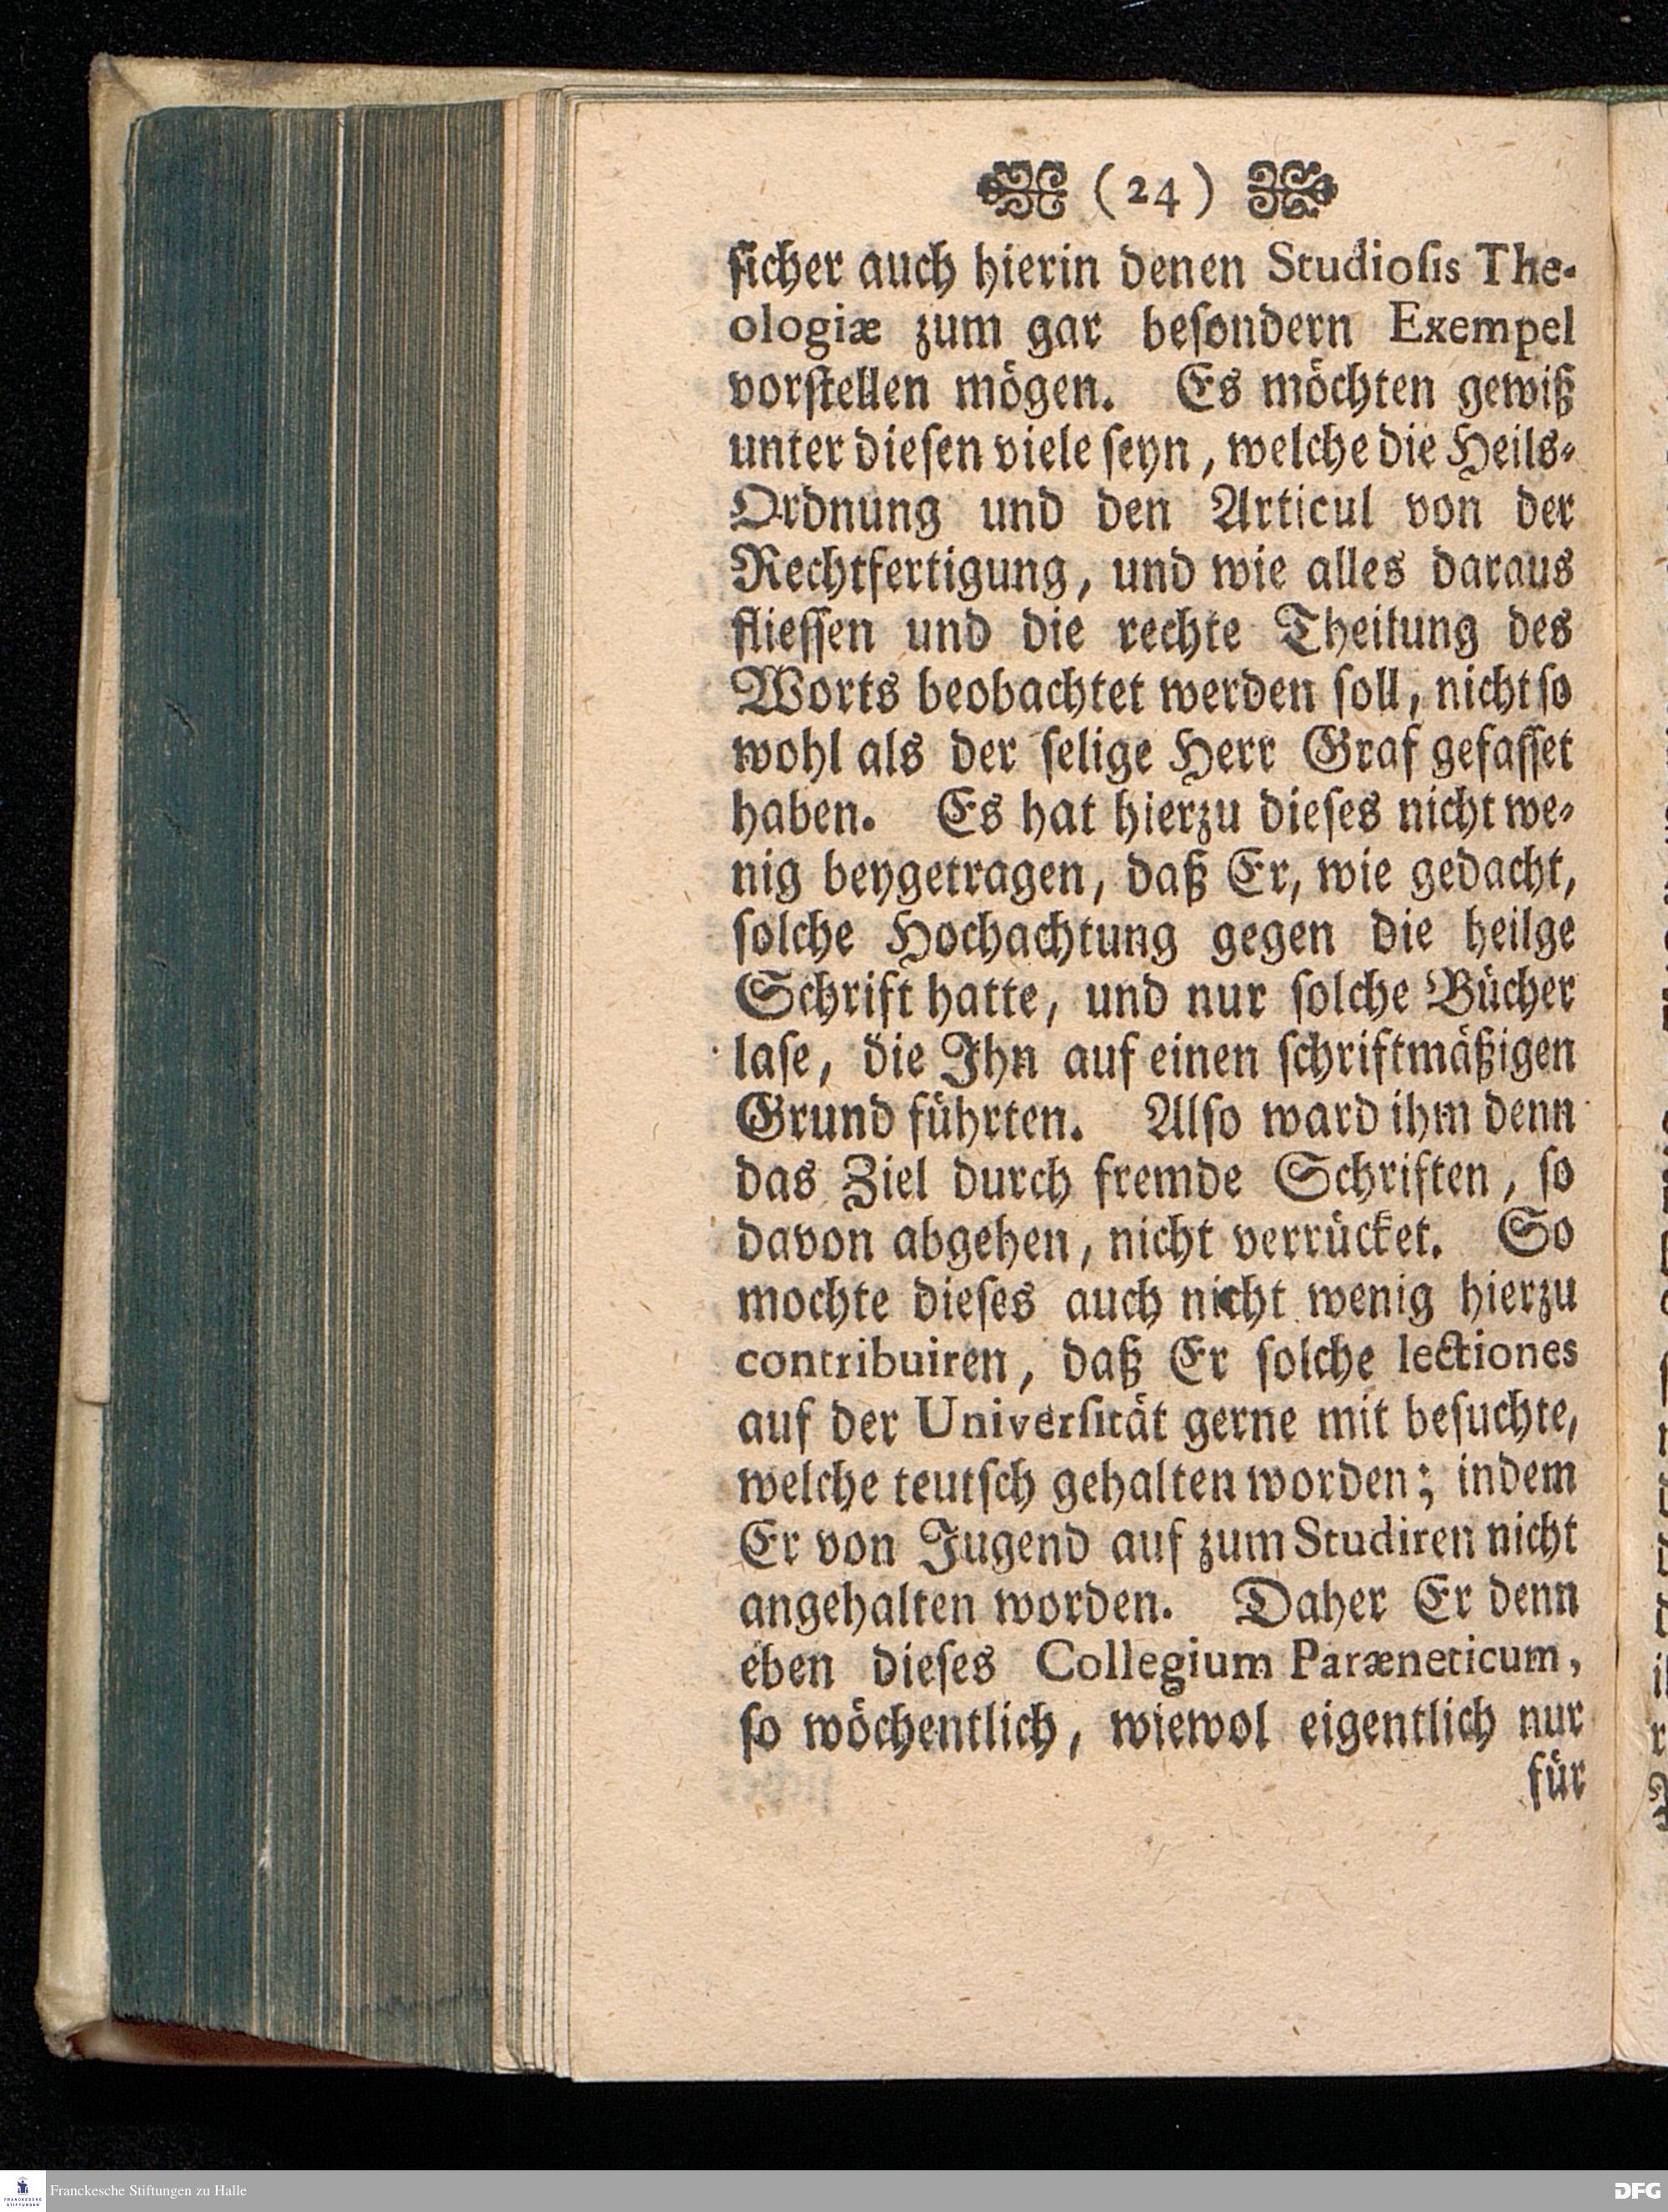 (24)
ſicher auch hierin denen Studioſis The-
ologiæ zum gar beſondern Exempel
vorſtellen mögen. Es möchten gewiß
unter dieſen viele ſeyn, welche die Heils-
Ordnung und den Articul von der
Rechtfertigung, und wie alles daraus
flieſſen und die rechte Theilung des
Worts beobachtet werden ſoll, nicht ſo
wohl als der ſelige Herr Graf gefaſſet
haben. Es hat hierzu dieſes nicht we-
nig beygetragen, daß Er, wie gedacht,
ſolche Hochachtung gegen die heilge
Schrift hatte, und nur ſolche Bücher
laſe, die Ihn auf einen ſchriftmäßigen
Grund führten. Alſo ward ihm denn
das Ziel durch fremde Schriften, ſo
davon abgehen, nicht verrücket. So
mochte dieſes auch nicht wenig hierzu
contribuiren, daß Er ſolche lectiones
auf der Univerſität gerne mit beſuchte,
welche teutſch gehalten worden; indem
Er von Jugend auf zum Studiren nicht
angehalten worden. Daher Er denn
eben dieſes Collegium Paræneticum,
ſo wöchentlich, wiewol eigentlich nur
für
FRANCKESCHE STIFTUNGEN
Franckesche Stiftungen zu Halle
DFG